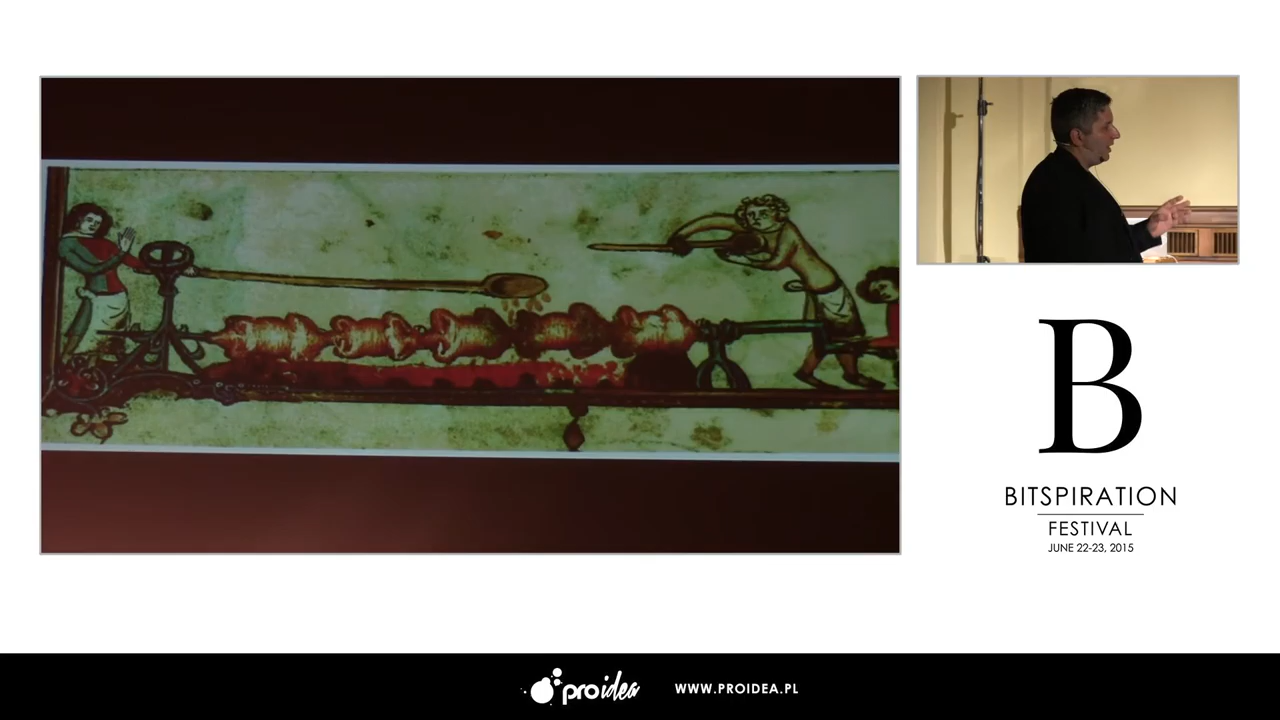 B
BITSPIRATION
FESTIVAL
JUNE 22-23, 2015
proidea
WWW.PROIDEA.PL